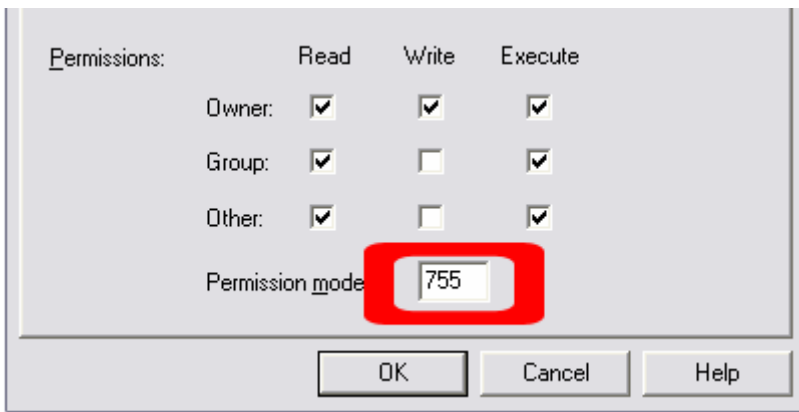 Permissions: Read Write Execute
Owner:
Group:
Other:
Permission mode 755
OK Cancel Help